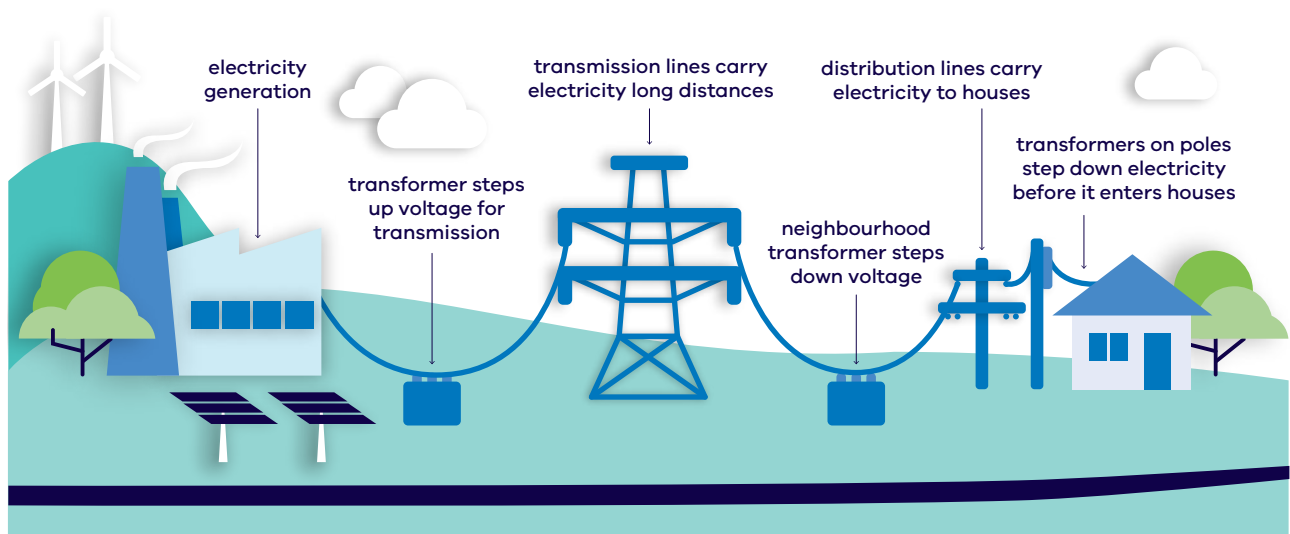 electricity
generation
transformer steps
up voltage for
transmission
transmission lines carry
electricity long distances
neighbourhood
transformer steps
down voltage
distribution lines carry
electricity to houses
transformers on poles
step down electricity
before it enters houses